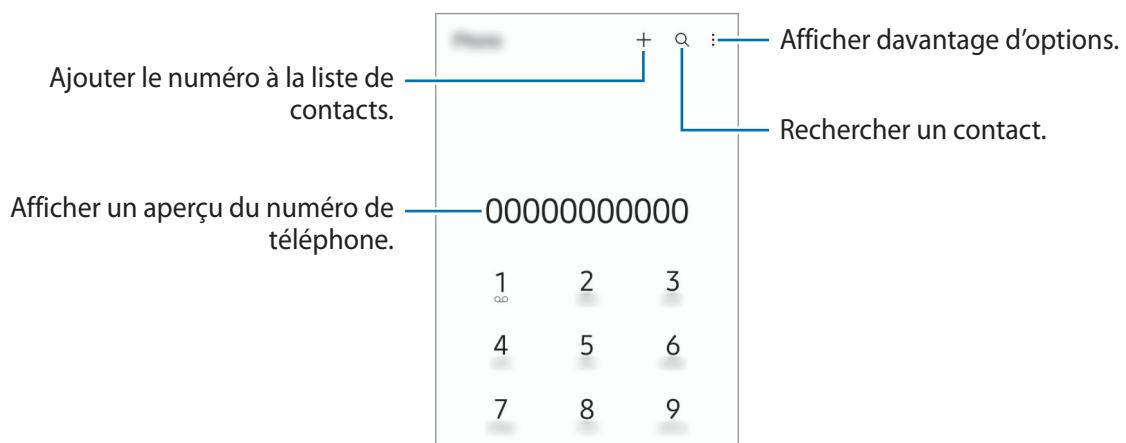 Afficher davantage d’options.
Ajouter le numéro à la liste de
contacts.
Rechercher un contact.
Afficher un aperçu du numéro de
téléphone.
00000000000
1 2 3
4 5 6
7 8 9